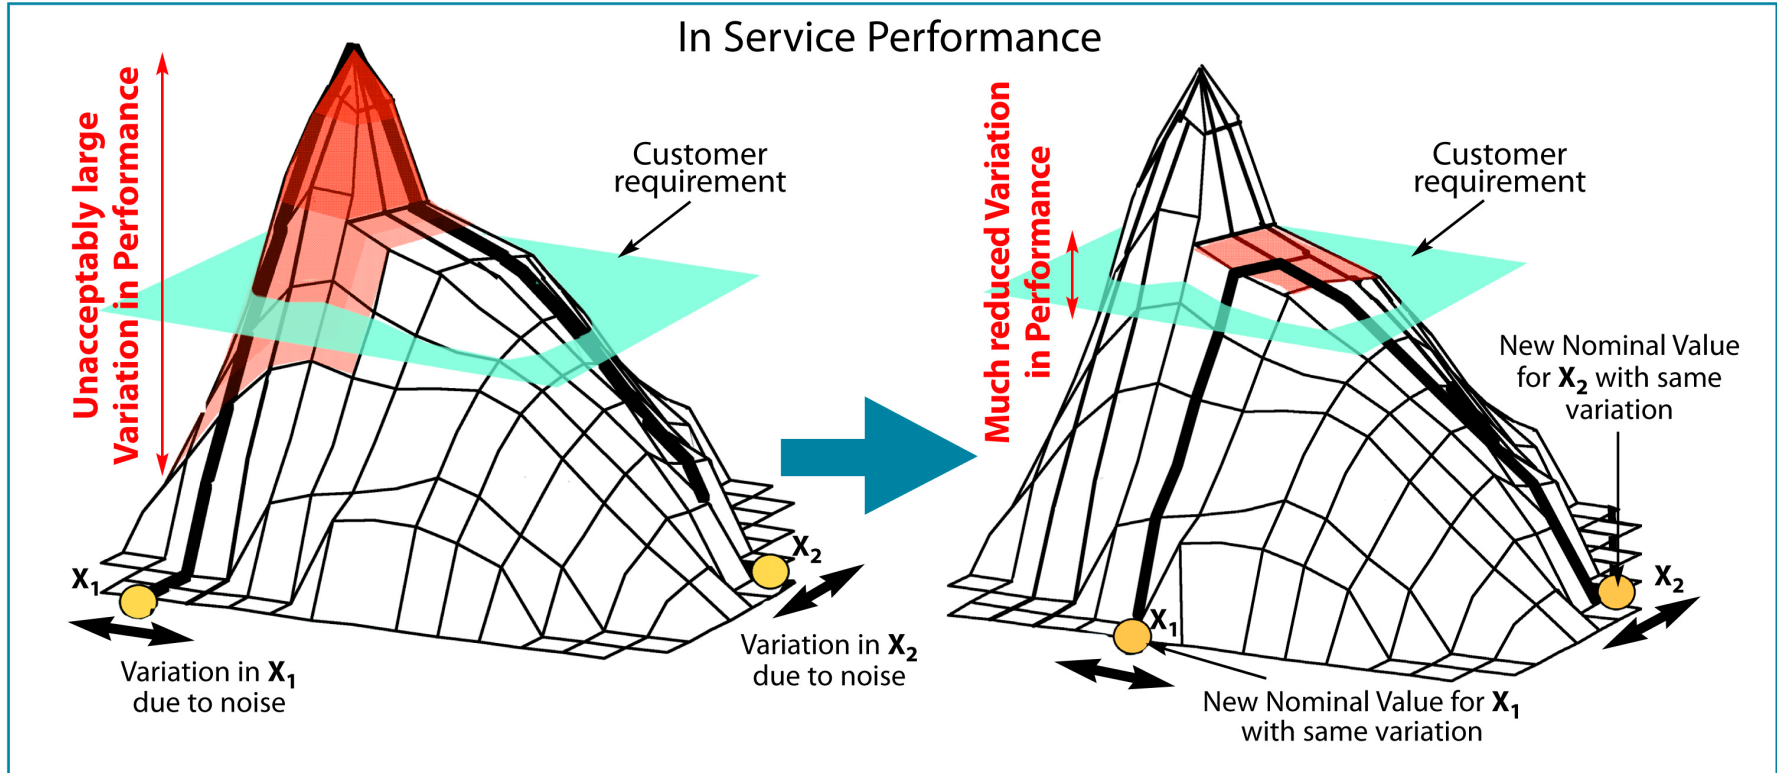 In Service Performance
Unacceptably large
Variation in Performance
Customer
requirement
X₁
X₂
Variation in X₁
due to noise
Variation in X₂
due to noise
Much reduced Variation
in Performance
Customer
requirement
New Nominal Value
for X₂ with same
variation
X₁
X₂
New Nominal Value for X₁
with same variation